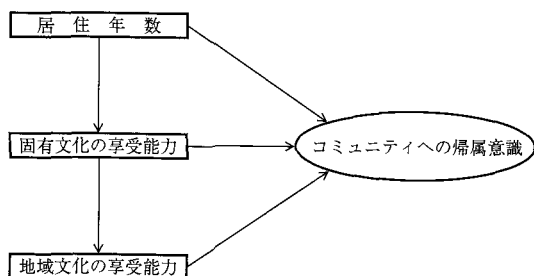 居住年数
固有文化の享受能力
コミュニティへの帰属意識
地域文化の享受能力